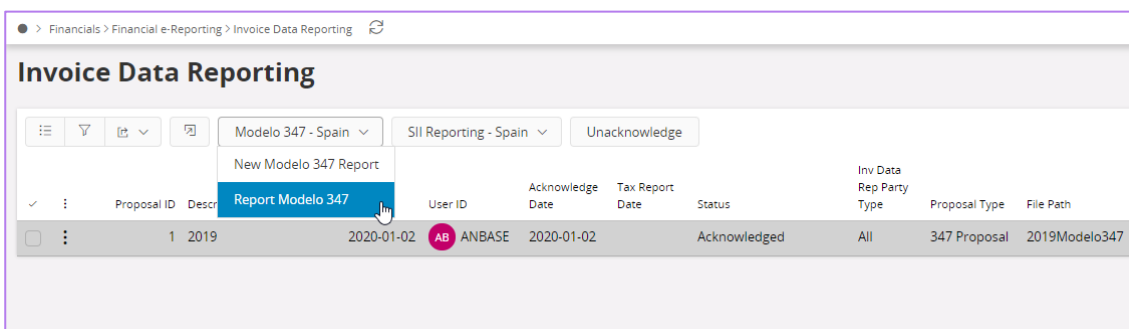 Financials > Financial e-Reporting > Invoice Data Reporting
Invoice Data Reporting
Modelo 347 - Spain
SII Reporting - Spain
Unacknowledge
New Modelo 347 Report
Report Modelo 347
Proposal ID Descr User ID Acknowledge Date Tax Report Date Status Inv Data Rep Party Type Proposal Type File Path
1 2019 2020-01-02 AB ANBASE 2020-01-02 Acknowledged All 347 Proposal 2019Modelo347